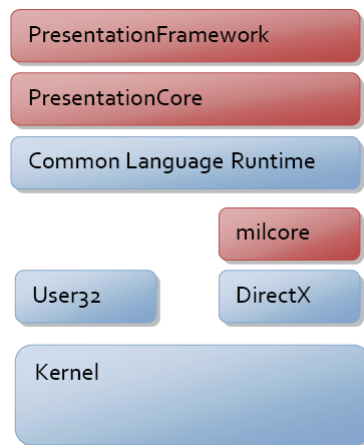 PresentationFramework
PresentationCore
Common Language Runtime
milcore
User32
DirectX
Kernel